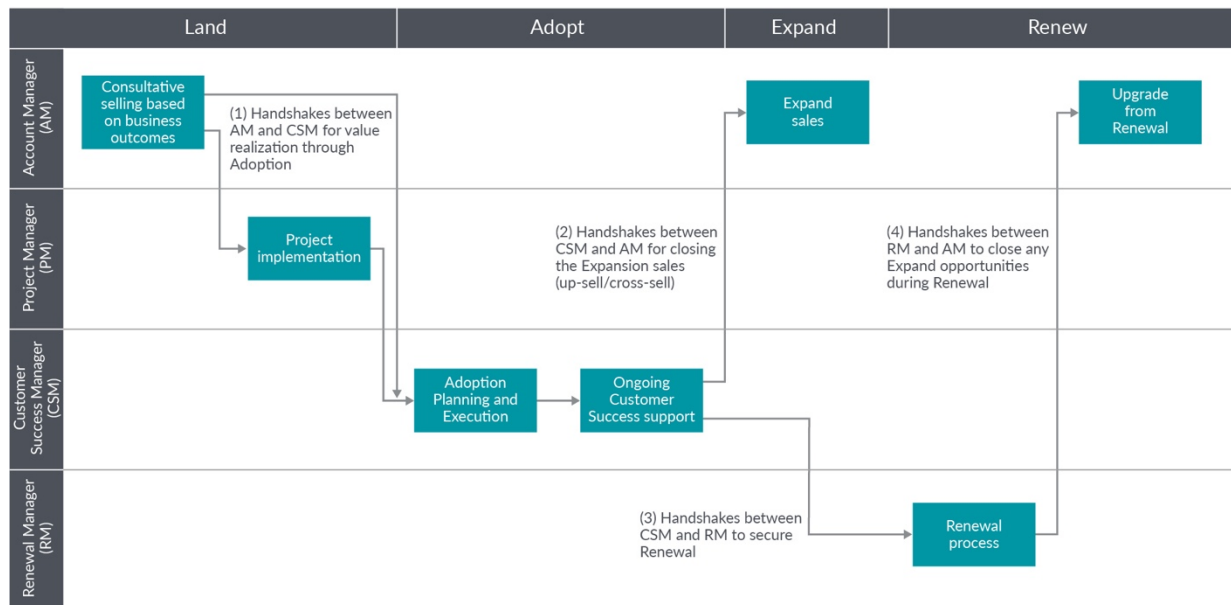 Land
Adopt
Expand
Renew
Account Manager
(AM)
Consultative
selling based
on business
outcomes
(1) Handshakes between
AM and CSM for value
realization through
Adoption
Expand
sales
Upgrade
from
Renewal
Project Manager
(PM)
Project
implementation
(2) Handshakes between
CSM and AM for closing
the Expansion sales
(up-sell/cross-sell)
(4) Handshakes between
RM and AM to close any
Expand opportunities
during Renewal
Customer
Success Manager
(CSM)
Adoption
Planning and
Execution
Ongoing
Customer
Success support
Renewal Manager
(RM)
(3) Handshakes between
CSM and RM to secure
Renewal
Renewal
process